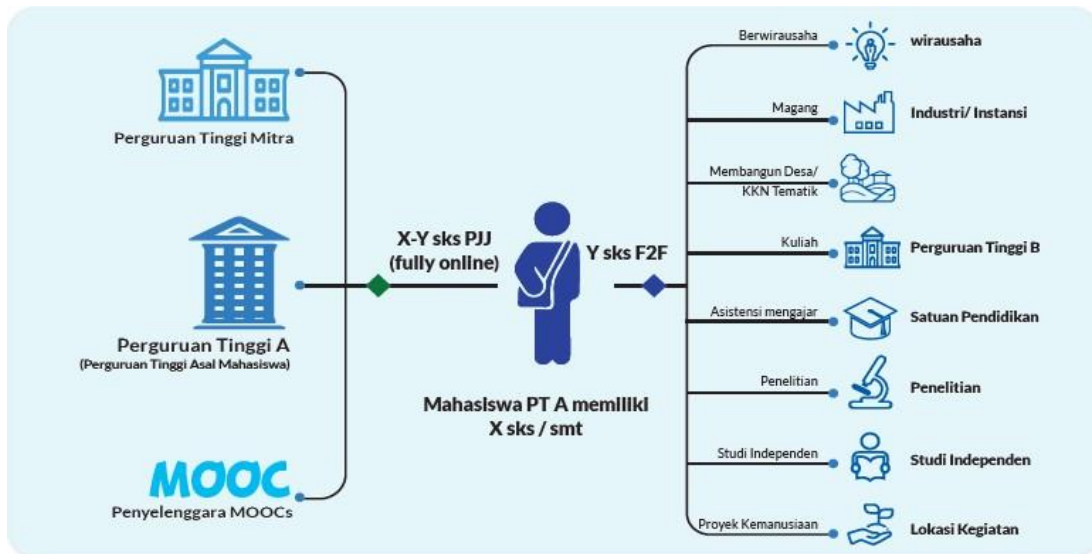 Perguruan Tinggi Mitra
Perguruan Tinggi A
(Perguruan Tinggi Asal Mahasiswa)
MOOC
Penyelenggara MOOCs
X-Y sks PJJ
(fully online)
Y sks F2F
Mahasiswa PT A memiliki
X sks / smt
Berwirausaha
wirausaha
Magang
Industri/ Instansi
Membangun Desa/
KKN Tematik
Kuliah
Perguruan Tinggi B
Asistensi mengajar
Satuan Pendidikan
Penelitian
Penelitian
Studi Independen
Studi Independen
Proyek Kemanusiaan
Lokasi Kegiatan